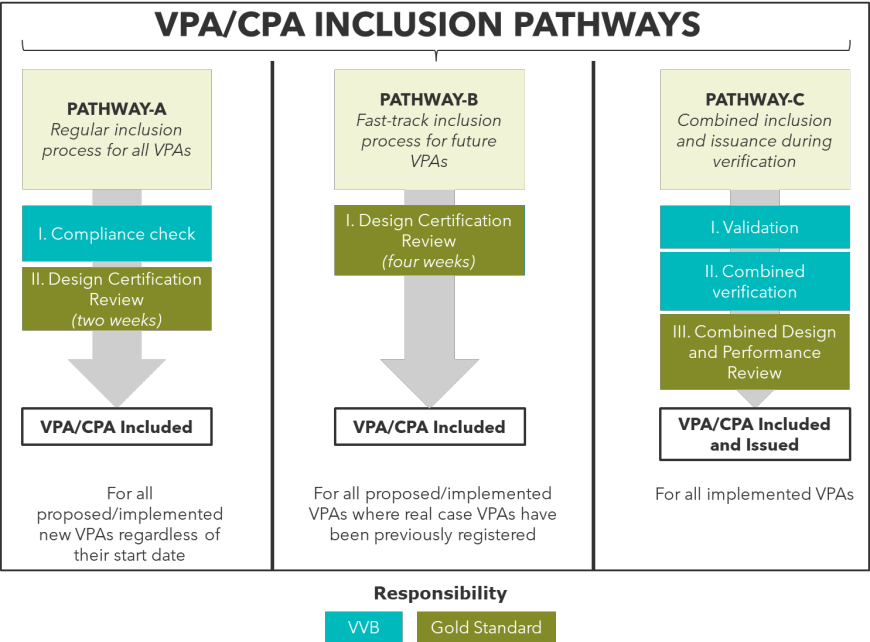 VPA/CPA INCLUSION PATHWAYS
PATHWAY-A
Regular inclusion
process for all VPAs
I. Compliance check
II. Design Certification
Review
(two weeks)
VPA/CPA Included
For all
proposed/implemented
new VPAs regardless of
their start date
PATHWAY-B
Fast-track inclusion
process for future
VPAs
I. Design Certification
Review
(four weeks)
VPA/CPA Included
For all proposed/implemented
VPAs where real case VPAs have
been previously registered
PATHWAY-C
Combined inclusion
and issuance during
verification
I. Validation
II. Combined
verification
III. Combined Design
and Performance
Review
VPA/CPA Included
and Issued
For all implemented VPAs
Responsibility
VVB
Gold Standard